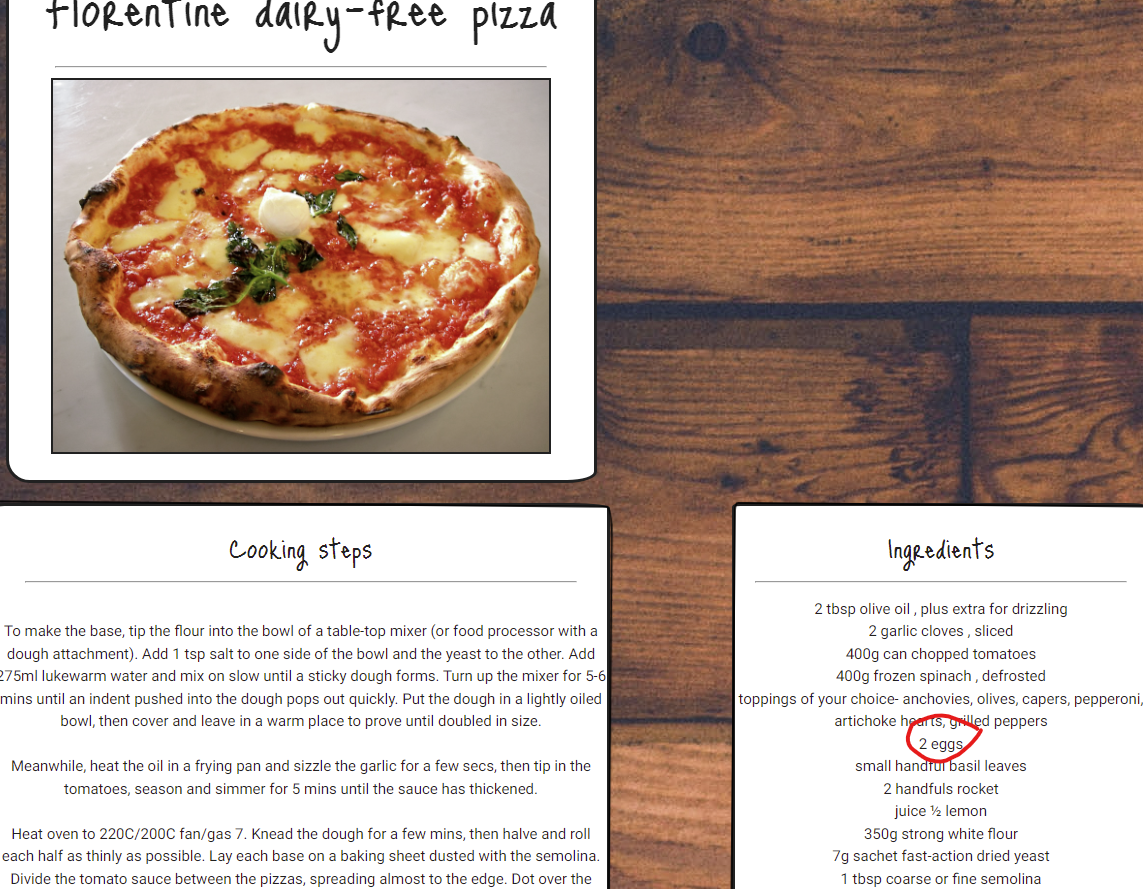 florentine dairy-free pizza
Cooking steps
To make the base, tip the flour into the bowl of a table-top mixer (or food processor with a
dough attachment). Add 1 tsp salt to one side of the bowl and the yeast to the other. Add
275ml lukewarm water and mix on slow until a sticky dough forms. Turn up the mixer for 5-6
mins until an indent pushed into the dough pops out quickly. Put the dough in a lightly oiled
bowl, then cover and leave in a warm place to prove until doubled in size.
Meanwhile, heat the oil in a frying pan and sizzle the garlic for a few secs, then tip in the
tomatoes, season and simmer for 5 mins until the sauce has thickened.
Heat oven to 220C/200C fan/gas 7. Knead the dough for a few mins, then halve and roll
each half as thinly as possible. Lay each base on a baking sheet dusted with the semolina.
Divide the tomato sauce between the pizzas, spreading almost to the edge. Dot over the
Ingredients
2 tbsp olive oil , plus extra for drizzling
2 garlic cloves , sliced
400g can chopped tomatoes
400g frozen spinach , defrosted
toppings of your choice- anchovies, olives, capers, pepperoni,
artichoke hearts, grilled peppers
2 eggs
small handful basil leaves
2 handfuls rocket
juice ½ lemon
350g strong white flour
7g sachet fast-action dried yeast
1 tbsp coarse or fine semolina